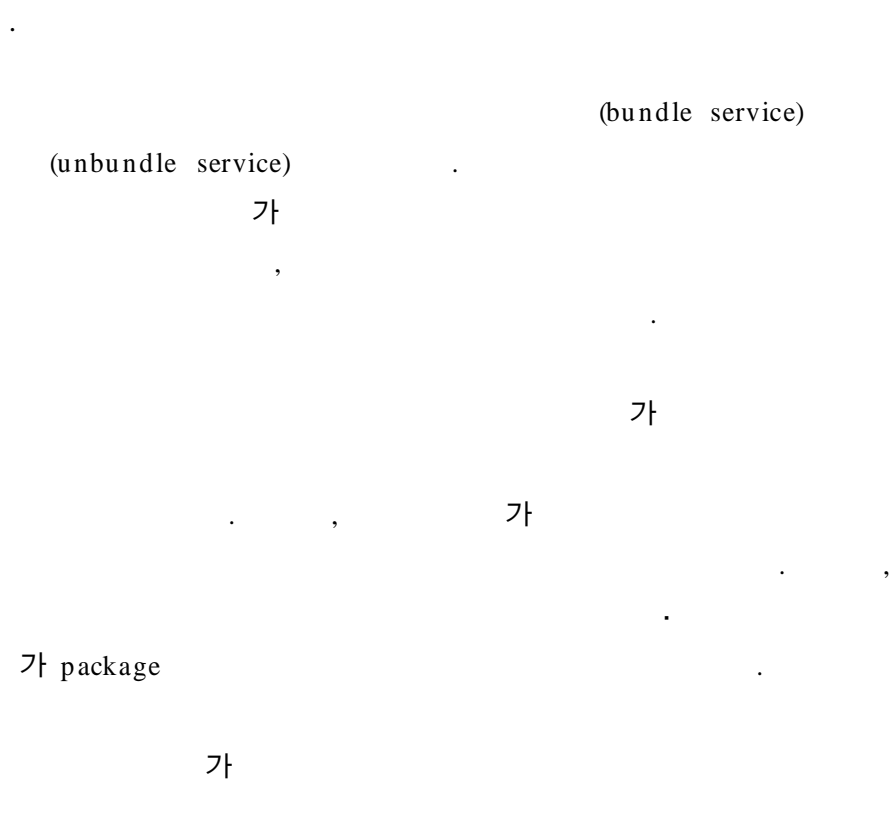 .
(bundle service)
(unbundle service) .
가
,
.
가
. , 가
. ,
.
가 package .
가